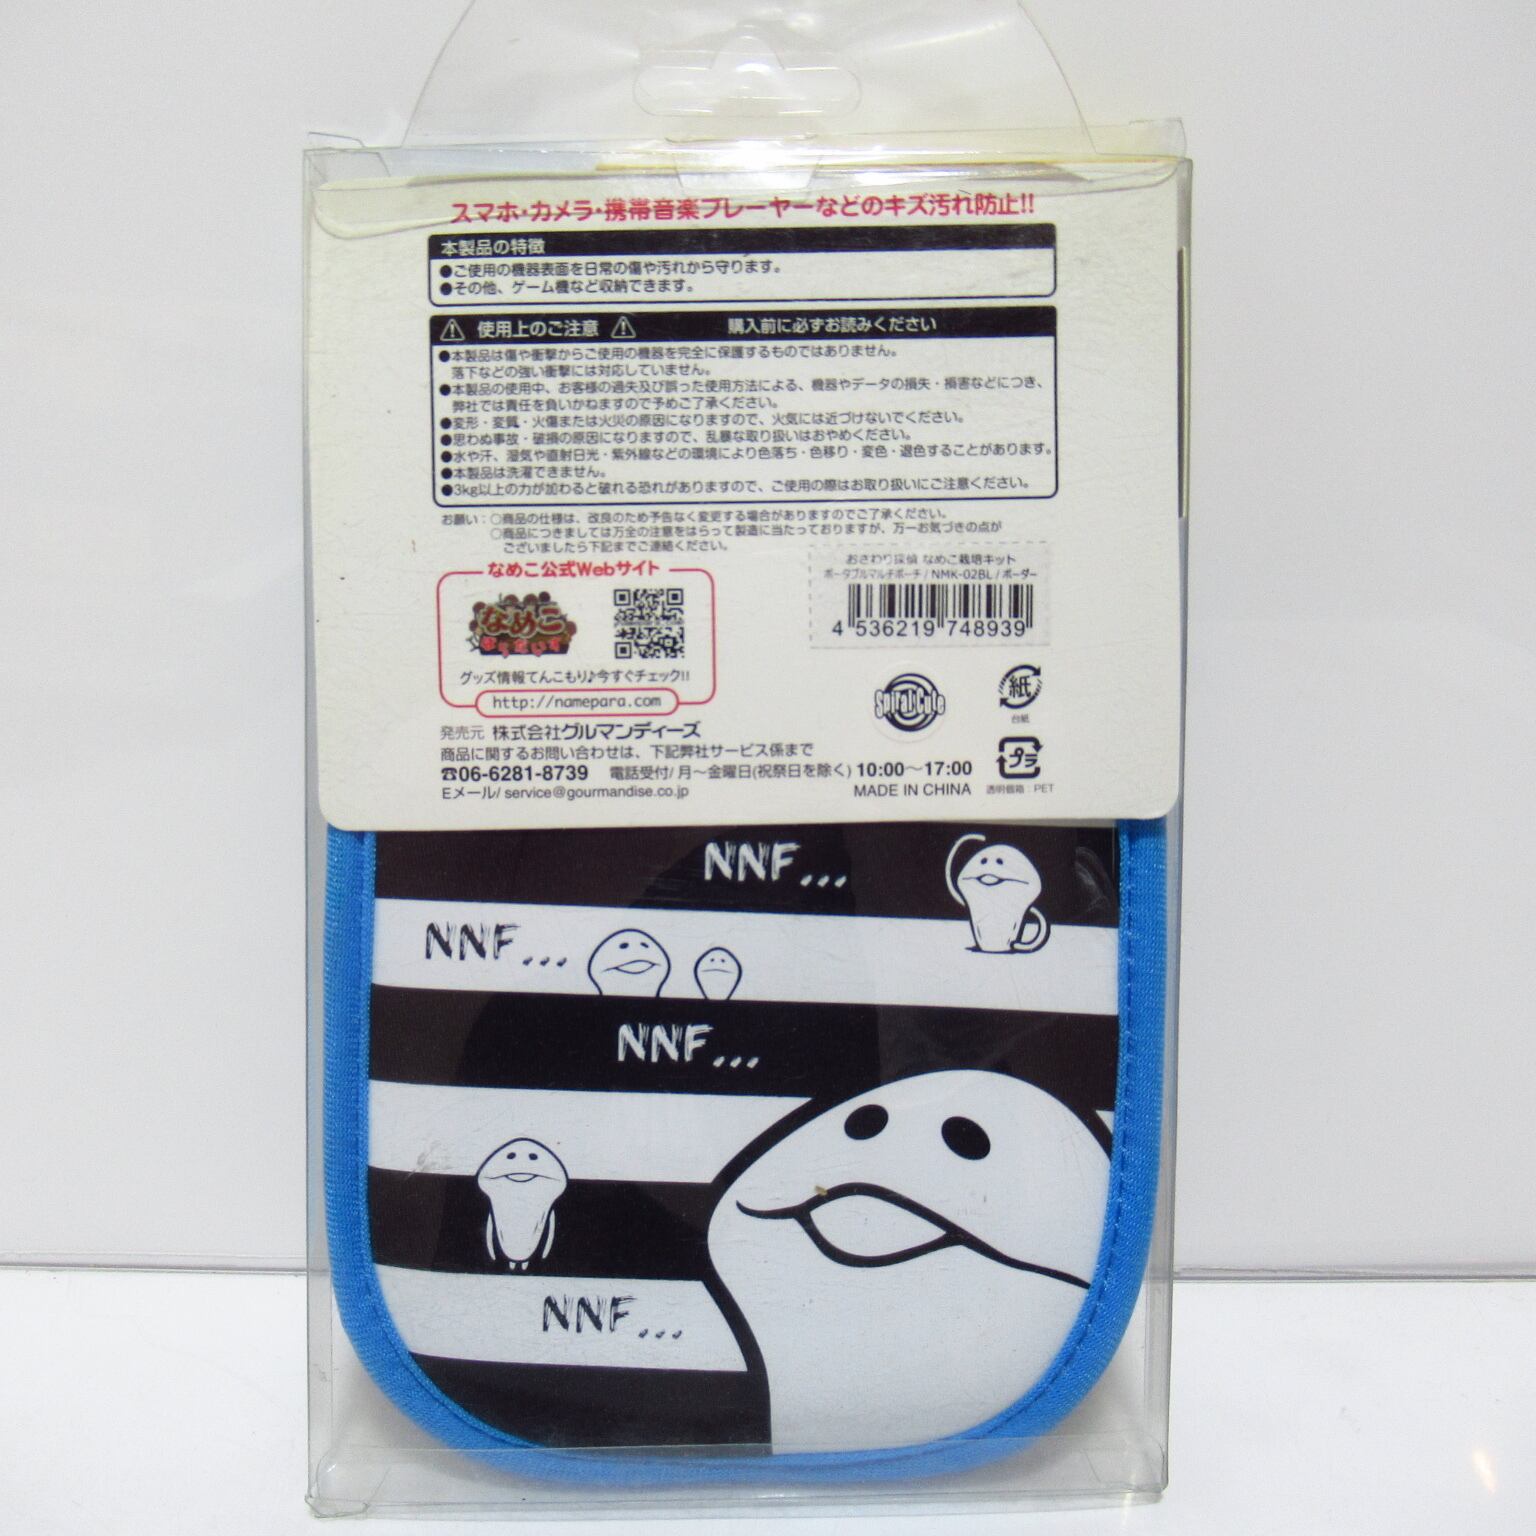 スマホ・カメラ・携帯音楽プレーヤーなどのキズ汚れ防止!!
本製品の特徴
●ご使用の機器表面を日常の傷や汚れから守ります。
●その他、ゲーム機など収納できます。
使用上のご注意 購入前に必ずお読みください
●本製品は傷や衝撃からご使用の機器を完全に保護するものではありません。
落下などの強い衝撃には対応していません。
●本製品の使用中、お客様の過失及び誤った使用方法による、機器やデータの損失・損害などにつき、
弊社では責任を負いかねますので予めご了承ください。
●変形・変質・火傷または火災の原因になりますので、火気には近づけないでください。
●思わぬ事故・破損の原因になりますので、乱暴な取り扱いはおやめください。
●水や汗、湿気や直射日光・紫外線などの環境により色落ち・色移り・変色・退色することがあります。
●本製品は洗濯できません。
●3kg以上の力が加わると破れる恐れがありますので、ご使用の際はお取り扱いにご注意ください。
お願い：○商品の仕様は、改良のため予告なく変更する場合がありますのでご了承ください。
○商品につきましては万全の注意をはらって製造に当たっておりますが、万一お気づきの点が
ございましたら下記までご連絡ください。
なめこ公式Webサイト
なめこ
ぱらだいす
グッズ情報てんこもり♪今すぐチェック!!
http://namepara.com
おさわり探偵 なめこ栽培キット
ポータブルマルチポーチ/NMK-02BL/ボーダー
4 536219 748939
Spiral Cute
紙
台紙
プラ
透明個箱：PET
発売元 株式会社グルマンディーズ
商品に関するお問い合わせは、下記弊社サービス係まで
☎06-6281-8739 電話受付/月～金曜日(祝祭日を除く)10:00～17:00
Eメール/ service@gourmandise.co.jp MADE IN CHINA
NNF...
NNF...
NNF...
NNF...